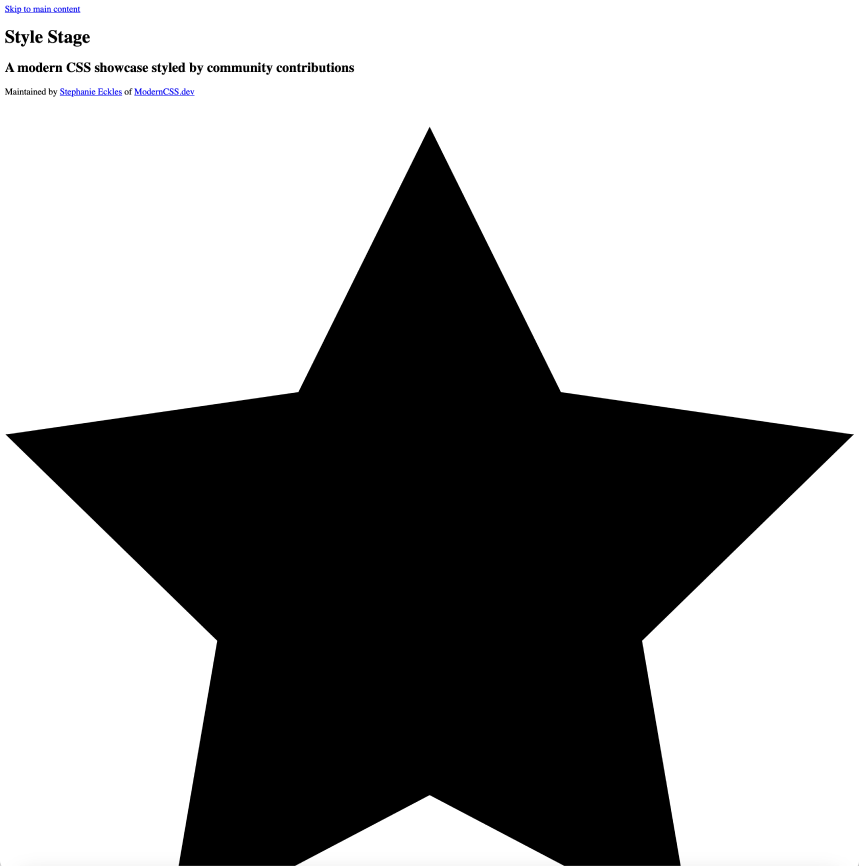 Skip to main content
Style Stage
A modern CSS showcase styled by community contributions
Maintained by Stephanie Eckles of ModernCSS.dev